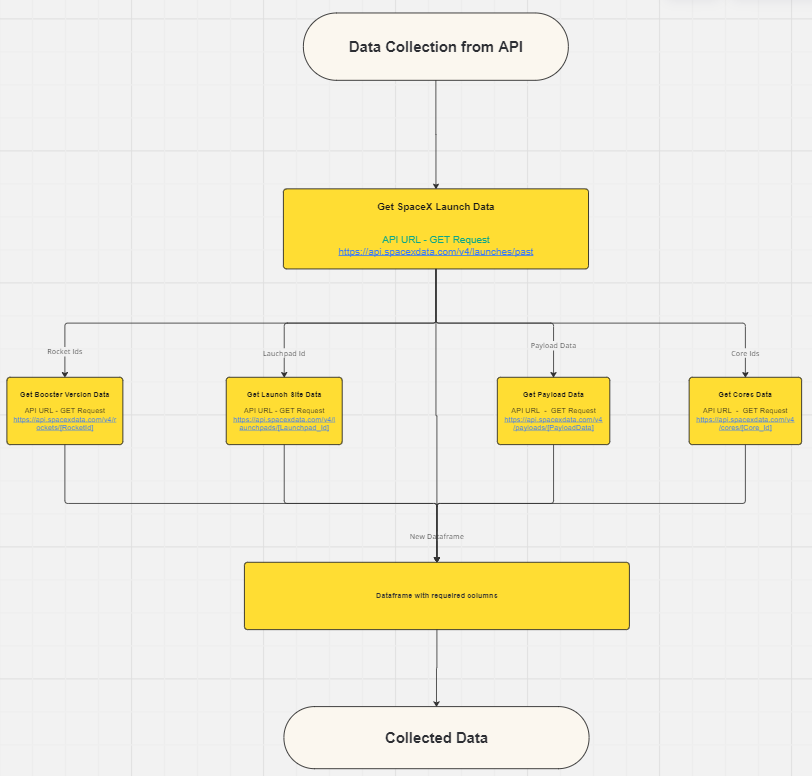 Data Collection from API
Get SpaceX Launch Data
API URL - GET Request
https://api.spacexdata.com/v4/launches/past
Rocket Ids
Lauchpad Id
Payload Data
Core Ids
Get Booster Version Data
API URL - GET Request
https://api.spacexdata.com/v4/r
ockets/[RocketId]
Get Launch Site Data
API URL - GET Request
https://api.spacexdata.com/v4/l
aunchpads/[Launchpad_Id]
Get Payload Data
API URL - GET Request
https://api.spacexdata.com/v4
/payloads/[PayloadData]
Get Cores Data
API URL - GET Request
https://api.spacexdata.com/v4
/cores/[Core_Id]
New Dataframe
Dataframe with requeired columns
Collected Data